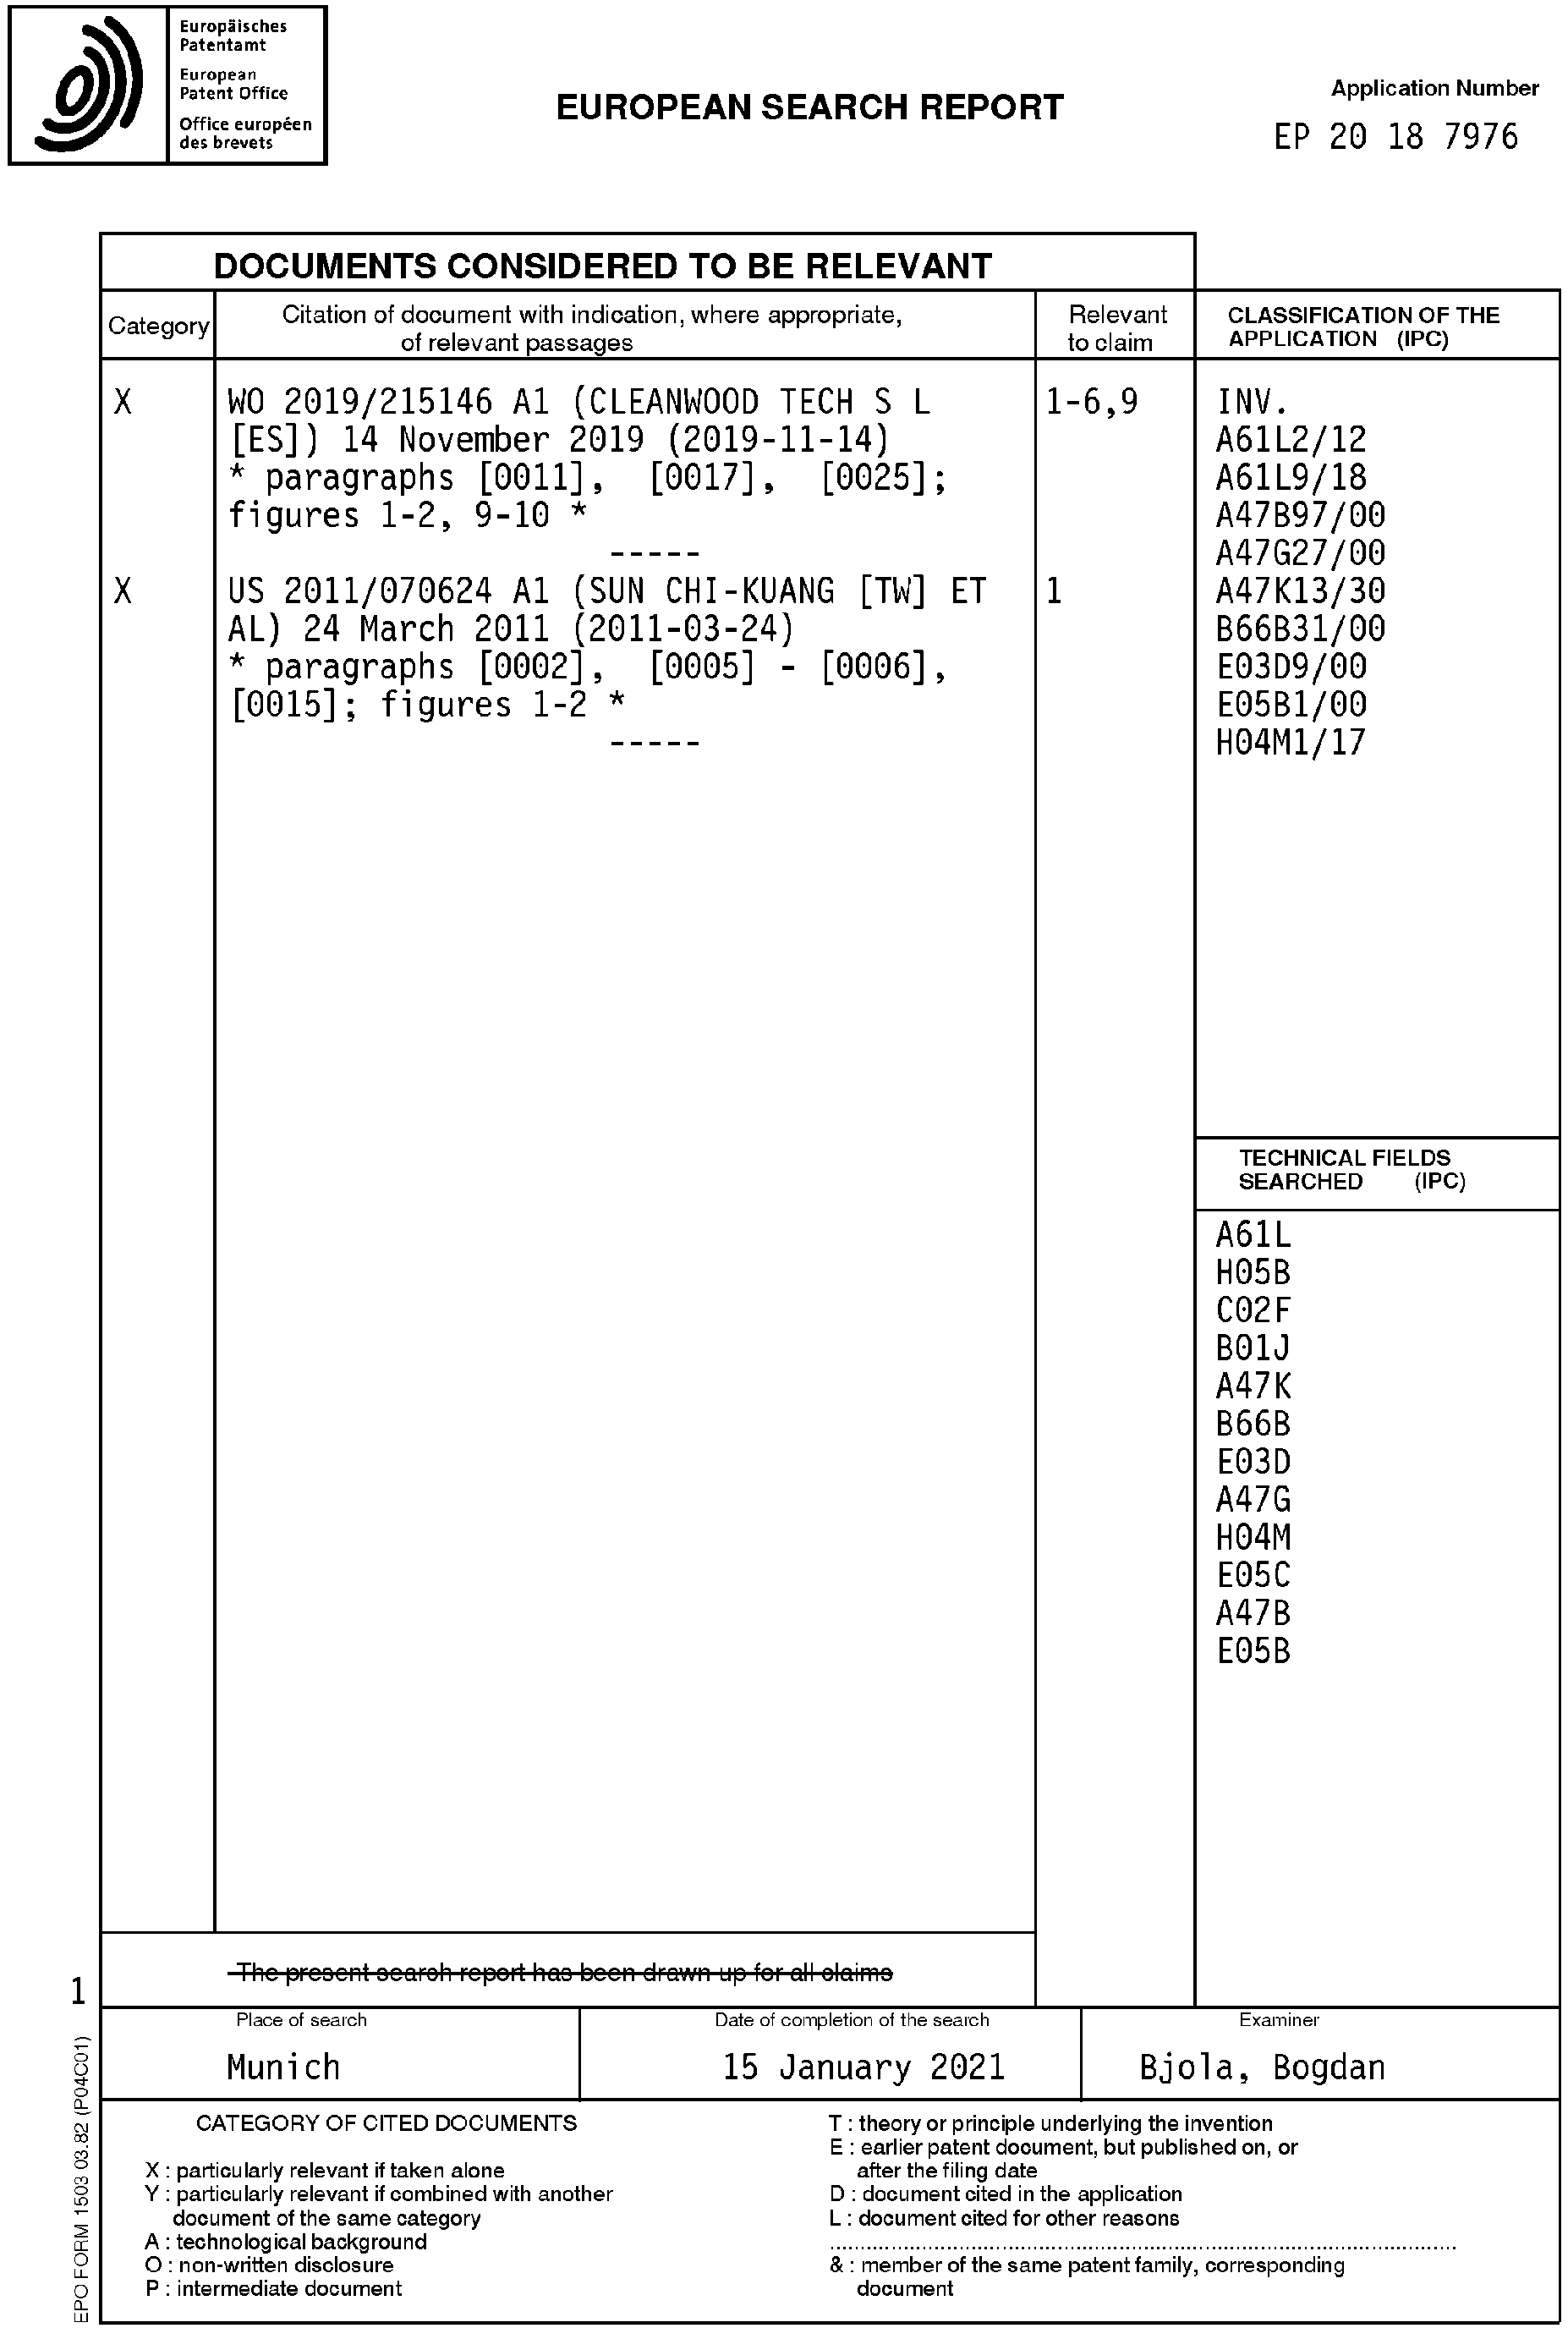 Europäisches
Patentamt
European
Patent Office
Office européen
des brevets
EUROPEAN SEARCH REPORT
Application Number
EP 20 18 7976
DOCUMENTS CONSIDERED TO BE RELEVANT
Category
Citation of document with indication, where appropriate,
of relevant passages
Relevant
to claim
CLASSIFICATION OF THE
APPLICATION (IPC)
X
WO 2019/215146 A1 (CLEANWOOD TECH S L
[ES]) 14 November 2019 (2019-11-14)
* paragraphs [0011], [0017], [0025];
figures 1-2, 9-10 *
-----
1-6,9
X
US 2011/070624 A1 (SUN CHI-KUANG [TW] ET
AL) 24 March 2011 (2011-03-24)
* paragraphs [0002], [0005] - [0006],
[0015]; figures 1-2 *
-----
1
INV.
A61L2/12
A61L9/18
A47B97/00
A47G27/00
A47K13/30
B66B31/00
E03D9/00
E05B1/00
H04M1/17
TECHNICAL FIELDS
SEARCHED (IPC)
A61L
H05B
C02F
B01J
A47K
B66B
E03D
A47G
H04M
E05C
A47B
E05B
The present search report has been drawn up for all claims
1
Place of search
Munich
Date of completion of the search
15 January 2021
Examiner
Bjola, Bogdan
EPO FORM 1503 03.82 (P04C01)
CATEGORY OF CITED DOCUMENTS
X : particularly relevant if taken alone
Y : particularly relevant if combined with another
document of the same category
A : technological background
O : non-written disclosure
P : intermediate document
T : theory or principle underlying the invention
E : earlier patent document, but published on, or
after the filing date
D : document cited in the application
L : document cited for other reasons
& : member of the same patent family, corresponding
document